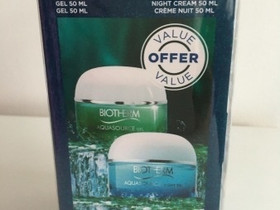 GEL 50 ML
GEL 50 ML
NIGHT CREAM 50 ML
CRÈME NUIT 50 ML
VALUE
OFFER
VALUE
BIOTHERM
AQUASOURCE
BIOTHERM
AQUASOURCE